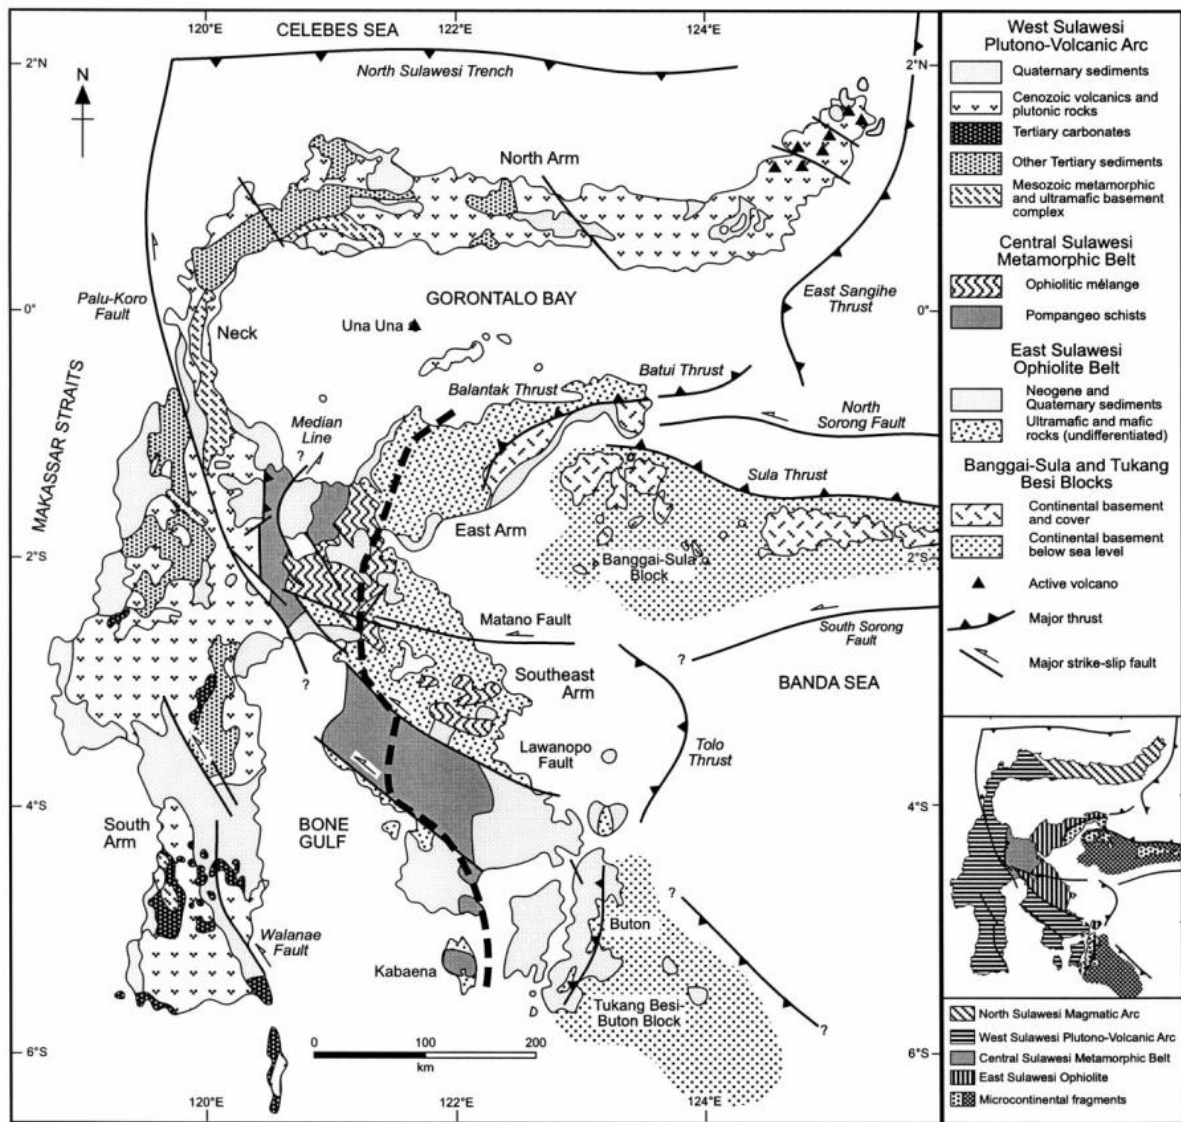 120°E
122°E
124°E
CELEBES SEA
2°N
North Sulawesi Trench
2°N
N
North Arm
Palu-Koro
Fault
GORONTALO BAY
East Sangihe
Thrust
0°
0°
Una Una
Neck
MAKASSAR STRAITS
Batui Thrust
Balantak Thrust
North
Sorong Fault
Median
Line
?
Sula Thrust
East Arm
2°S
2°S
Banggai-Sula
Block
Matano Fault
South Sorong
Fault
?
?
Southeast
Arm
BANDA SEA
Lawanopo
Fault
Tolo
Thrust
4°S
4°S
South
Arm
BONE
GULF
?
Walanae
Fault
Buton
Kabaena
Tukang Besi-
Buton Block
?
0
100
200
km
6°S
6°S
120°E
122°E
124°E
West Sulawesi
Plutono-Volcanic Arc
Quaternary sediments
Cenozoic volcanics and
plutonic rocks
Tertiary carbonates
Other Tertiary sediments
Mesozoic metamorphic
and ultramafic basement
complex
Central Sulawesi
Metamorphic Belt
Ophiolitic mélange
Pompangeo schists
East Sulawesi
Ophiolite Belt
Neogene and
Quaternary sediments
Ultramafic and mafic
rocks (undifferentiated)
Banggai-Sula and Tukang
Besi Blocks
Continental basement
and cover
Continental basement
below sea level
Active volcano
Major thrust
Major strike-slip fault
North Sulawesi Magmatic Arc
West Sulawesi Plutono-Volcanic Arc
Central Sulawesi Metamorphic Belt
East Sulawesi Ophiolite
Microcontinental fragments